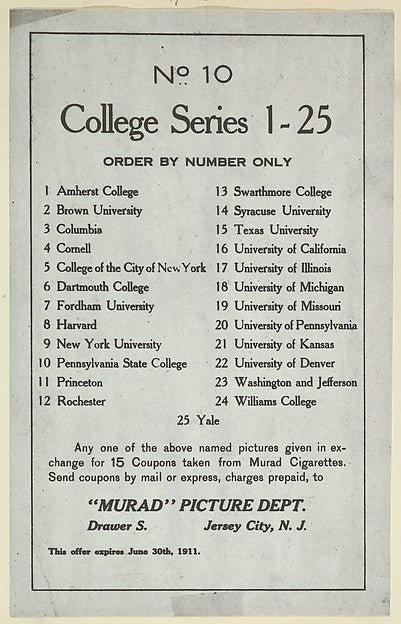 No. 10
College Series 1-25
ORDER BY NUMBER ONLY
1 Amherst College
2 Brown University
3 Columbia
4 Cornell
5 College of the City of New York
6 Dartmouth College
7 Fordham University
8 Harvard
9 New York University
10 Pennsylvania State College
11 Princeton
12 Rochester
13 Swarthmore College
14 Syracuse University
15 Texas University
16 University of California
17 University of Illinois
18 University of Michigan
19 University of Missouri
20 University of Pennsylvania
21 University of Kansas
22 University of Denver
23 Washington and Jefferson
24 Williams College
25 Yale
Any one of the above named pictures given in ex-
change for 15 Coupons taken from Murad Cigarettes.
Send coupons by mail or express, charges prepaid, to
"MURAD" PICTURE DEPT.
Drawer S. Jersey City, N. J.
This offer expires June 30th, 1911.